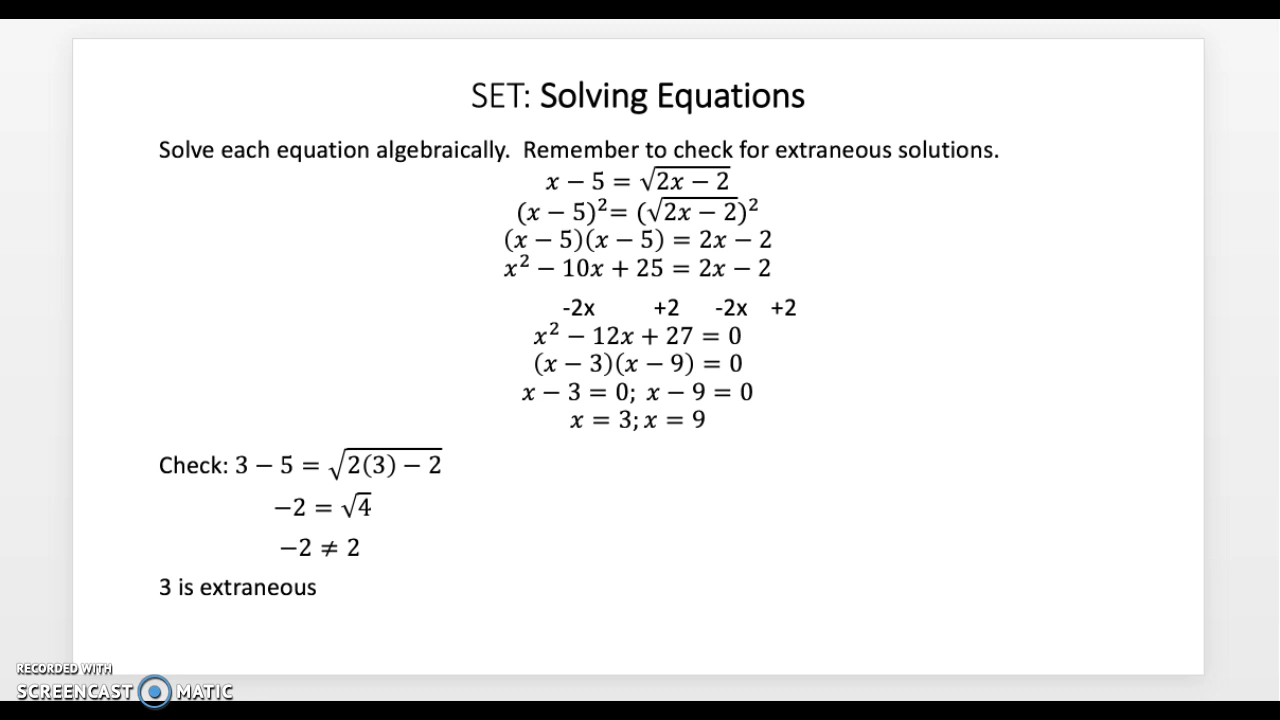 SET: Solving Equations
Solve each equation algebraically. Remember to check for extraneous solutions.
x − 5 = √(2x − 2)
(x − 5)²= (√(2x − 2))²
(x − 5)(x − 5) = 2x − 2
x² − 10x + 25 = 2x − 2
-2x +2 -2x +2
x² − 12x + 27 = 0
(x − 3)(x − 9) = 0
x − 3 = 0; x − 9 = 0
x = 3; x = 9
Check: 3 − 5 = √(2(3) − 2)
−2 = √4
−2 ≠ 2
3 is extraneous
RECORDED WITH
SCREENCAST MATIC